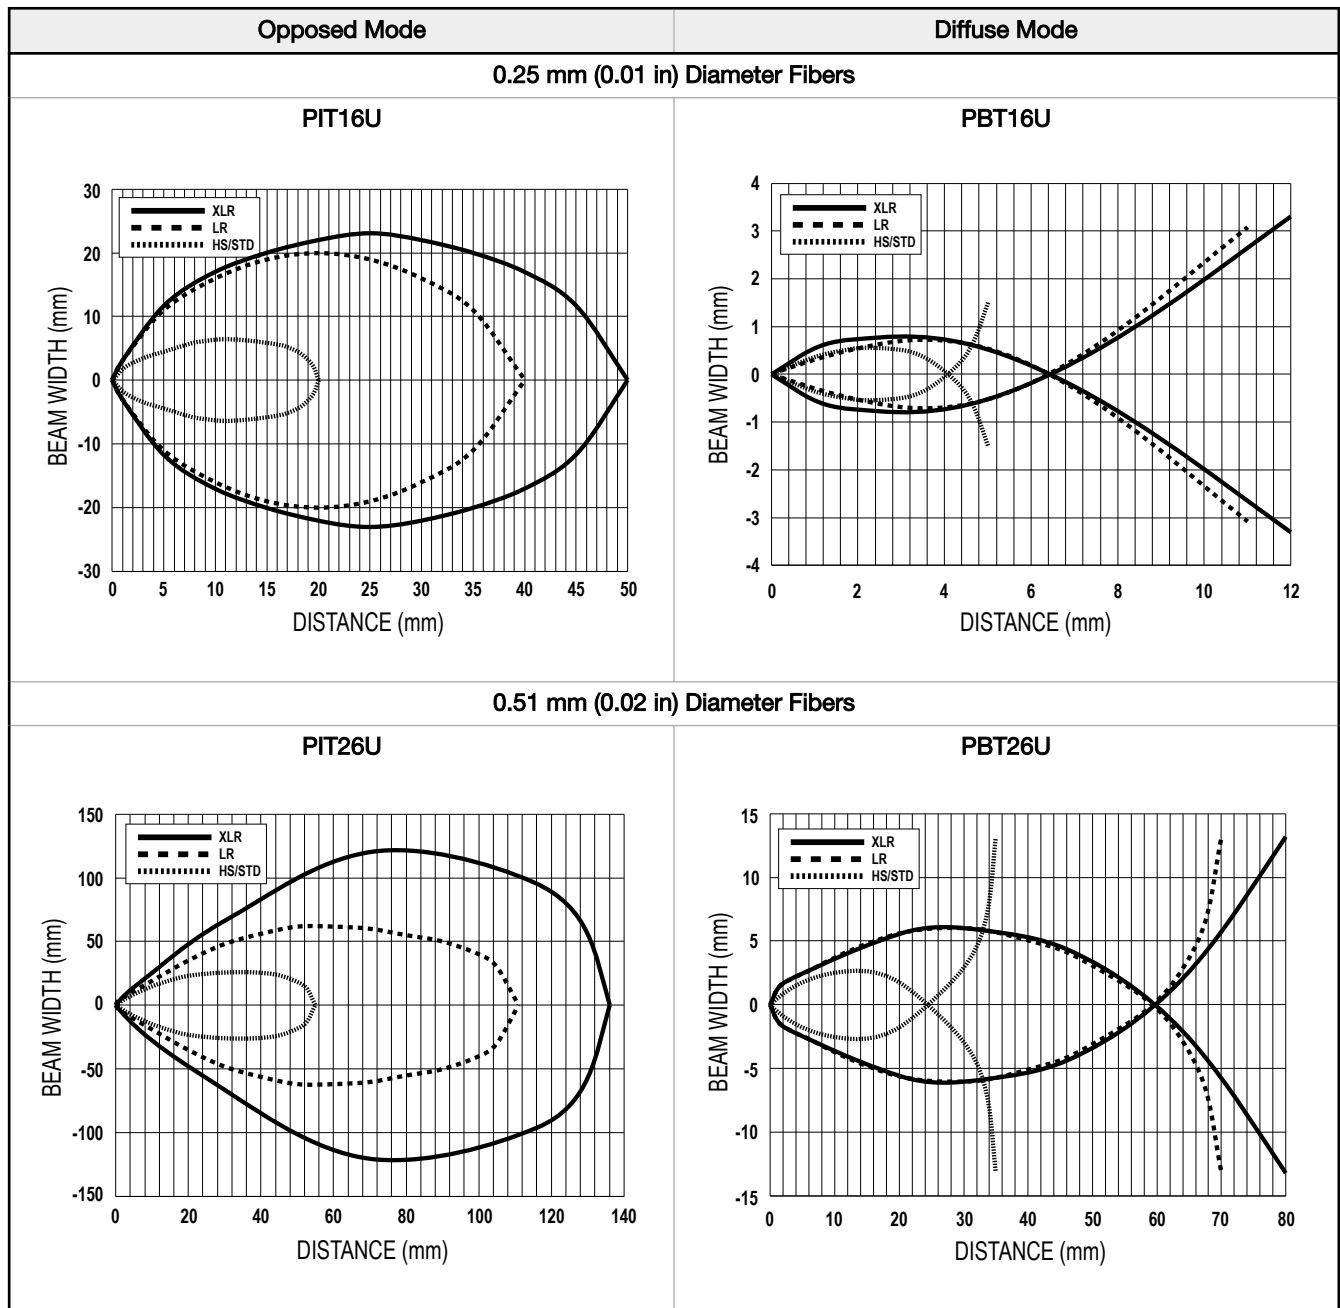 Opposed Mode
Diffuse Mode
0.25 mm (0.01 in) Diameter Fibers
PIT16U
30
20
10
0
-10
-20
-30
BEAM WIDTH (mm)
XLR
LR
HS/STD
0 5 10 15 20 25 30 35 40 45 50
DISTANCE (mm)
PBT16U
4
3
2
1
0
-1
-2
-3
-4
BEAM WIDTH (mm)
XLR
LR
HS/STD
0 2 4 6 8 10 12
DISTANCE (mm)
0.51 mm (0.02 in) Diameter Fibers
PIT26U
150
100
50
0
-50
-100
-150
BEAM WIDTH (mm)
XLR
LR
HS/STD
0 20 40 60 80 100 120 140
DISTANCE (mm)
PBT26U
15
10
5
0
-5
-10
-15
BEAM WIDTH (mm)
XLR
LR
HS/STD
0 10 20 30 40 50 60 70 80
DISTANCE (mm)